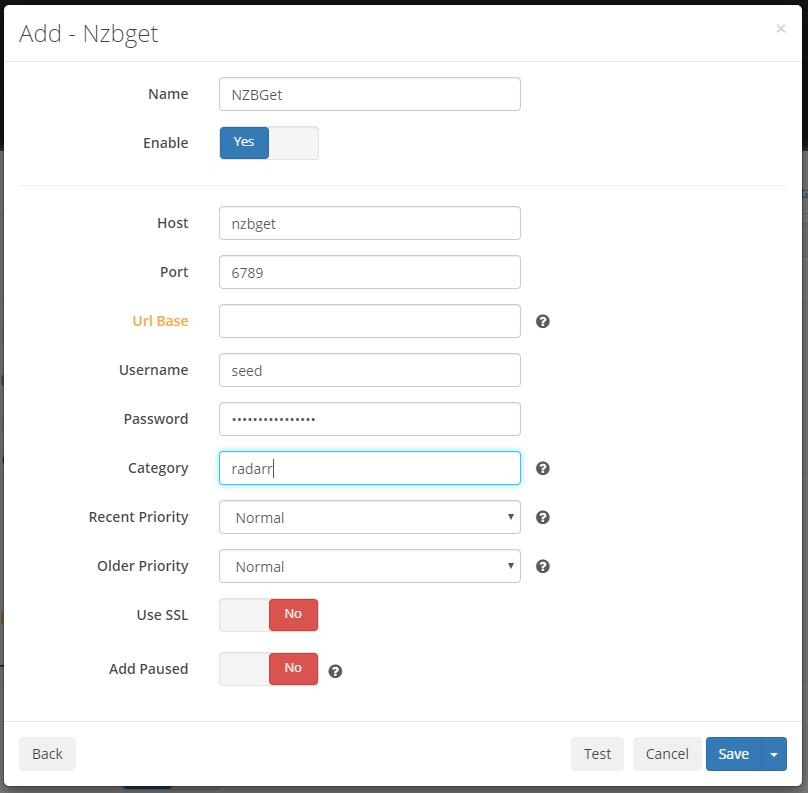 Add - Nzbget
×
Name NZBGet
Enable Yes
Host nzbget
Port 6789
Url Base
Username seed
Password ••••••••••••••••
Category radarr
Recent Priority Normal
Older Priority Normal
Use SSL No
Add Paused No
Back Test Cancel Save